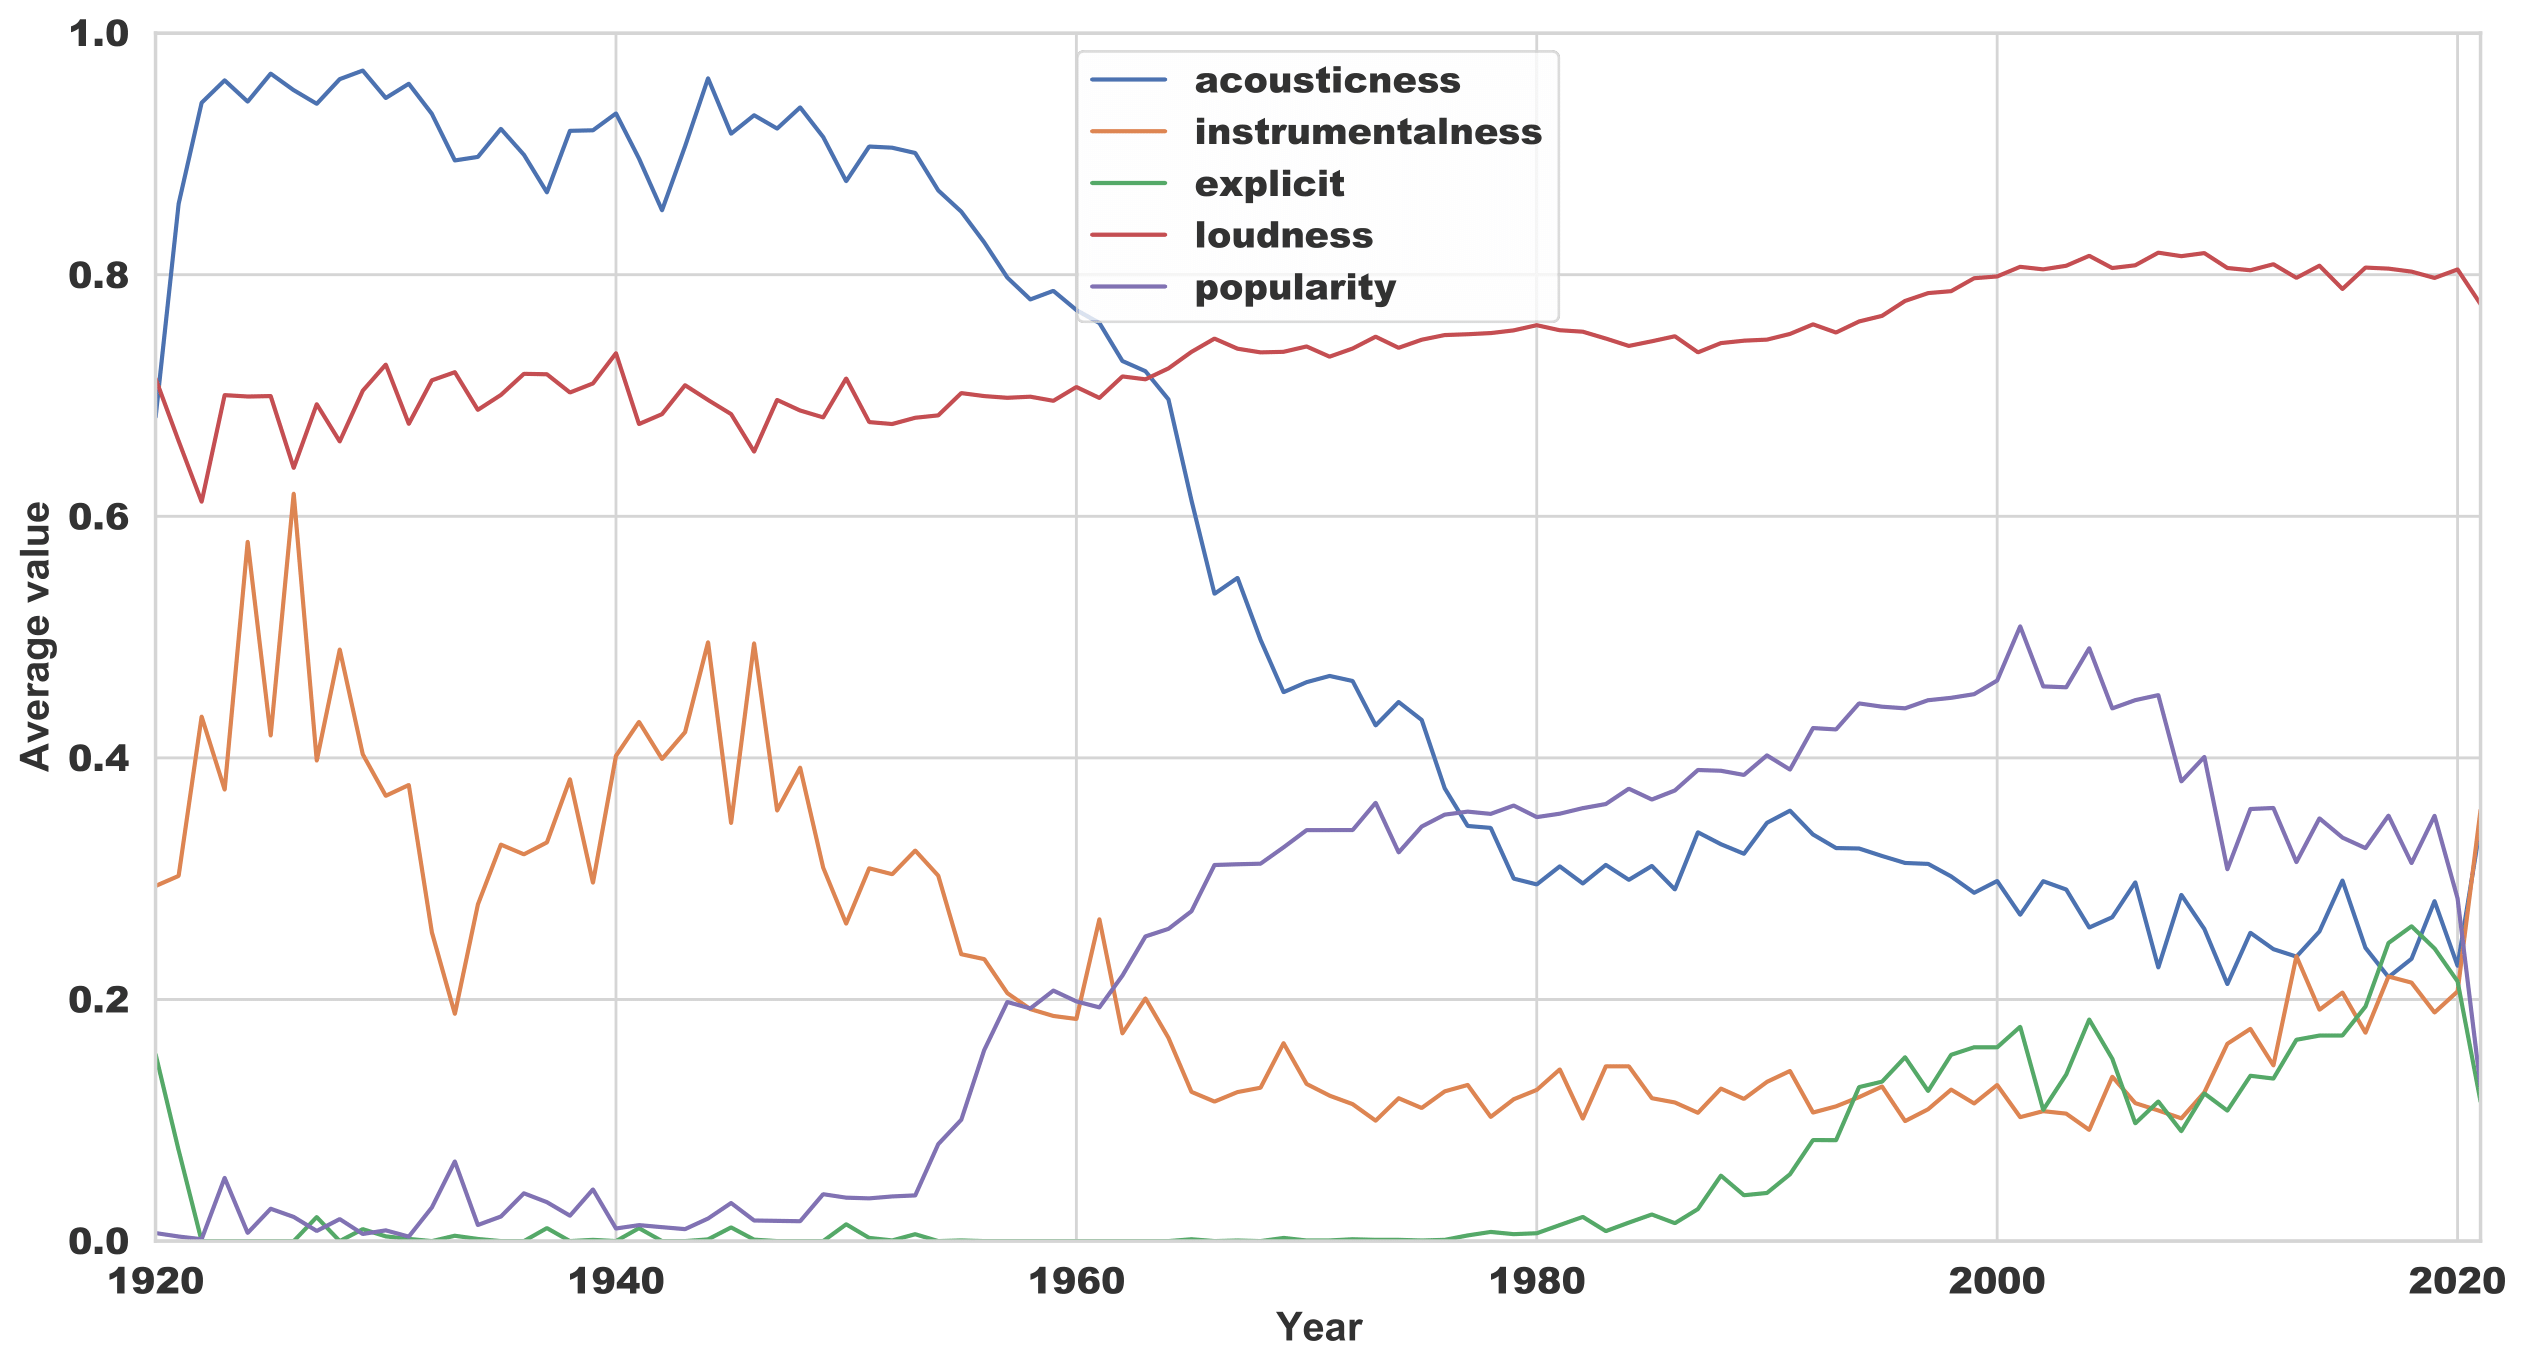 1.0
0.8
0.6
0.4
0.2
0.0
Average value
acousticness
instrumentalness
explicit
loudness
popularity
1920 1940 1960 1980 2000 2020
Year